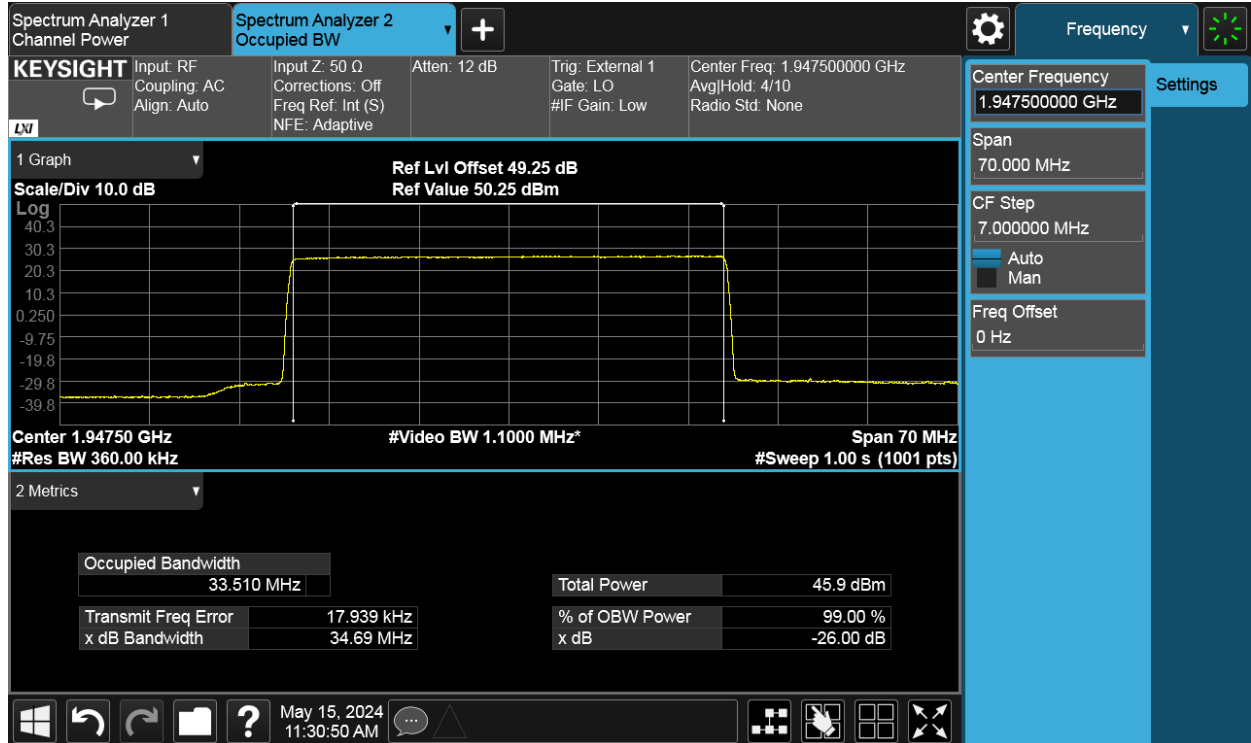 Spectrum Analyzer 1
Channel Power
Spectrum Analyzer 2
Occupied BW
+
Frequency
KEYSIGHT
LXI
Input: RF
Coupling: AC
Align: Auto
Input Z: 50 Ω
Corrections: Off
Freq Ref: Int (S)
NFE: Adaptive
Atten: 12 dB
Trig: External 1
Gate: LO
#IF Gain: Low
Center Freq: 1.947500000 GHz
Avg|Hold: 4/10
Radio Std: None
Center Frequency
1.947500000 GHz
Settings
Span
70.000 MHz
CF Step
7.000000 MHz
Auto
Man
Freq Offset
0 Hz
1 Graph
Ref Lvl Offset 49.25 dB
Scale/Div 10.0 dB
Ref Value 50.25 dBm
Log
40.3
30.3
20.3
10.3
0.250
-9.75
-19.8
-29.8
-39.8
Center 1.94750 GHz
#Video BW 1.1000 MHz*
Span 70 MHz
#Res BW 360.00 kHz
#Sweep 1.00 s (1001 pts)
2 Metrics
Occupied Bandwidth
33.510 MHz
Total Power 45.9 dBm
Transmit Freq Error 17.939 kHz
% of OBW Power 99.00 %
x dB Bandwidth 34.69 MHz
x dB -26.00 dB
?
May 15, 2024
11:30:50 AM